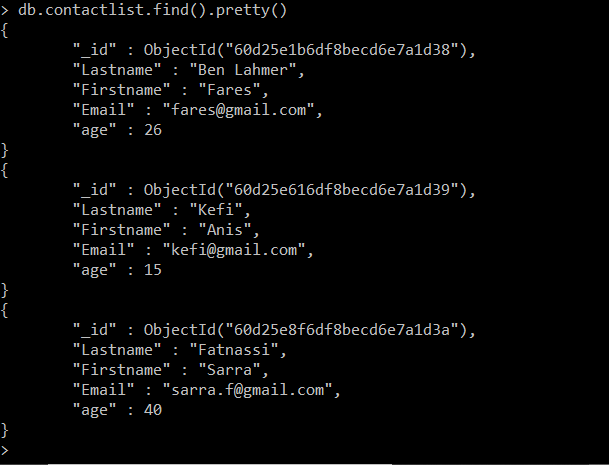 > db.contactlist.find().pretty()
{
        "_id" : ObjectId("60d25e1b6df8becd6e7a1d38"),
        "Lastname" : "Ben Lahmer",
        "Firstname" : "Fares",
        "Email" : "fares@gmail.com",
        "age" : 26
}
{
        "_id" : ObjectId("60d25e616df8becd6e7a1d39"),
        "Lastname" : "Kefi",
        "Firstname" : "Anis",
        "Email" : "kefi@gmail.com",
        "age" : 15
}
{
        "_id" : ObjectId("60d25e8f6df8becd6e7a1d3a"),
        "Lastname" : "Fatnassi",
        "Firstname" : "Sarra",
        "Email" : "sarra.f@gmail.com",
        "age" : 40
}
>